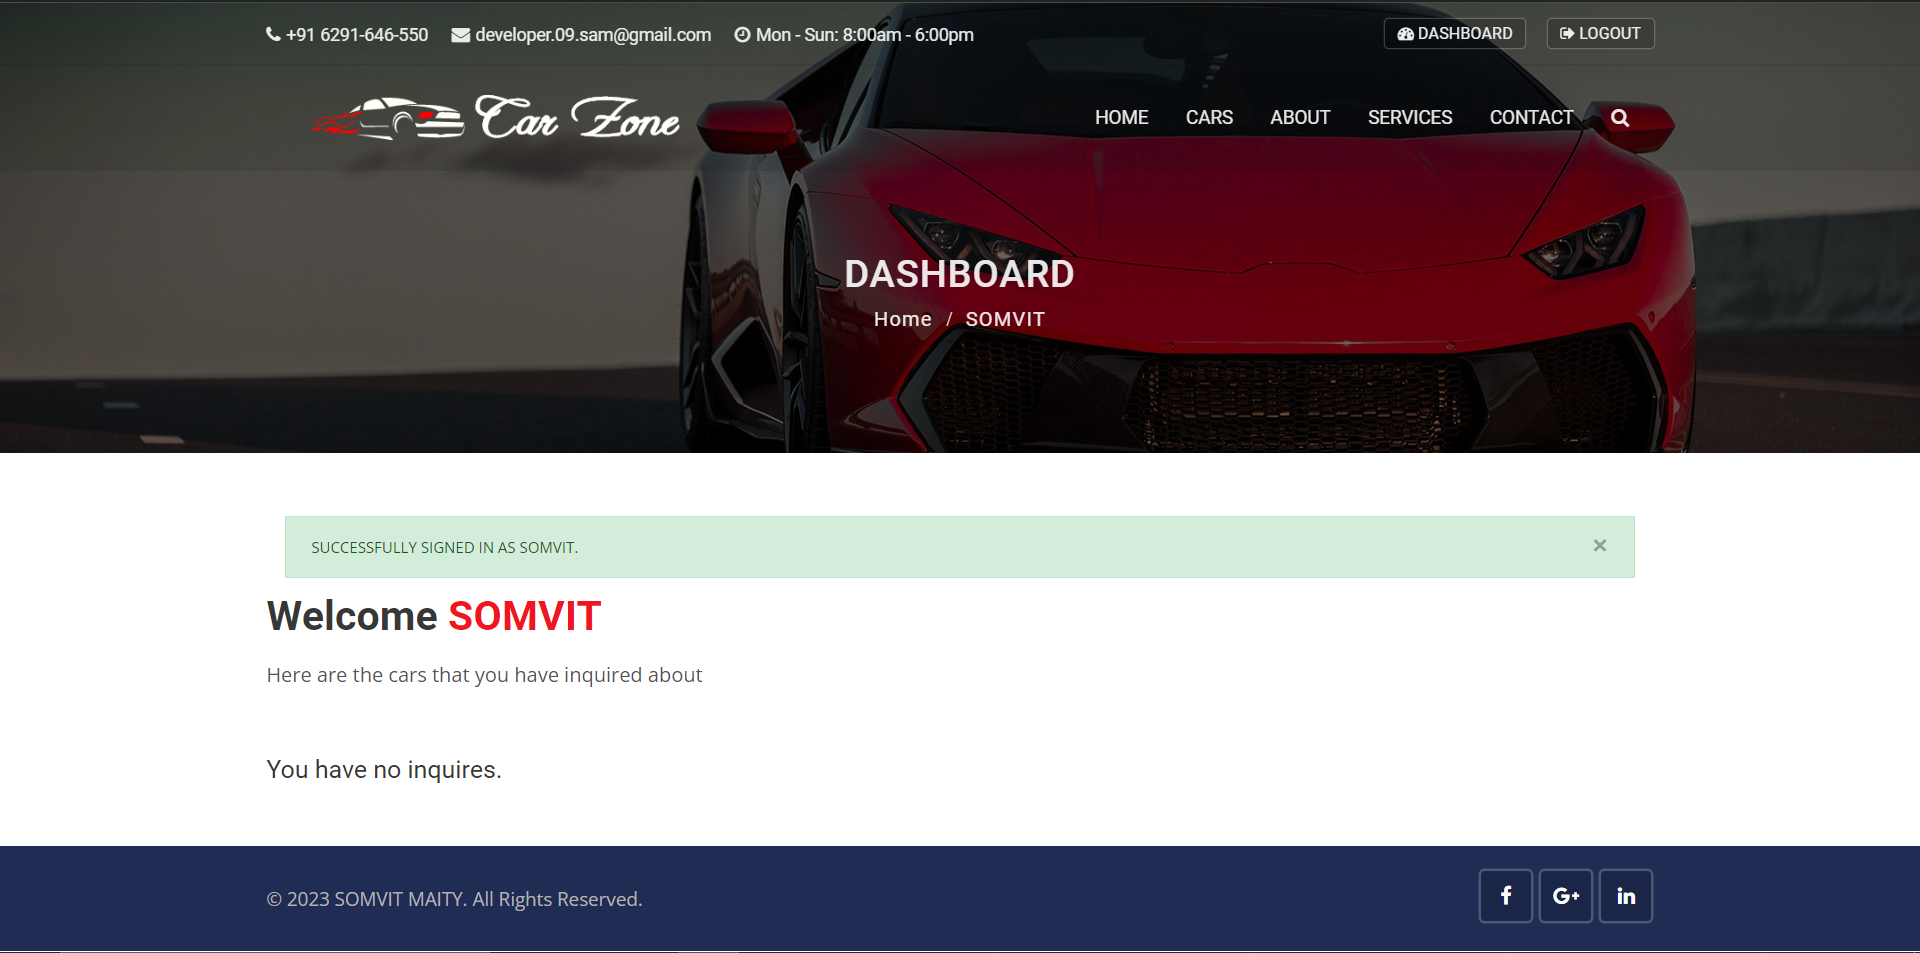 +91 6291-646-550 developer.09.sam@gmail.com Mon - Sun: 8:00am - 6:00pm DASHBOARD LOGOUT
Car Zone HOME CARS ABOUT SERVICES CONTACT
DASHBOARD
Home / SOMVIT
SUCCESSFULLY SIGNED IN AS SOMVIT. ×
Welcome SOMVIT
Here are the cars that you have inquired about
You have no inquires.
© 2023 SOMVIT MAITY. All Rights Reserved. f G+ in